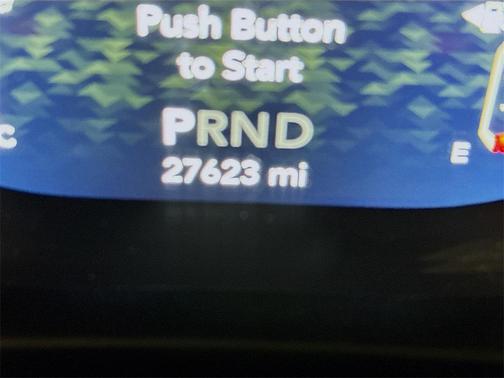 Push Button
to Start
PRND
27623 mi
C
E